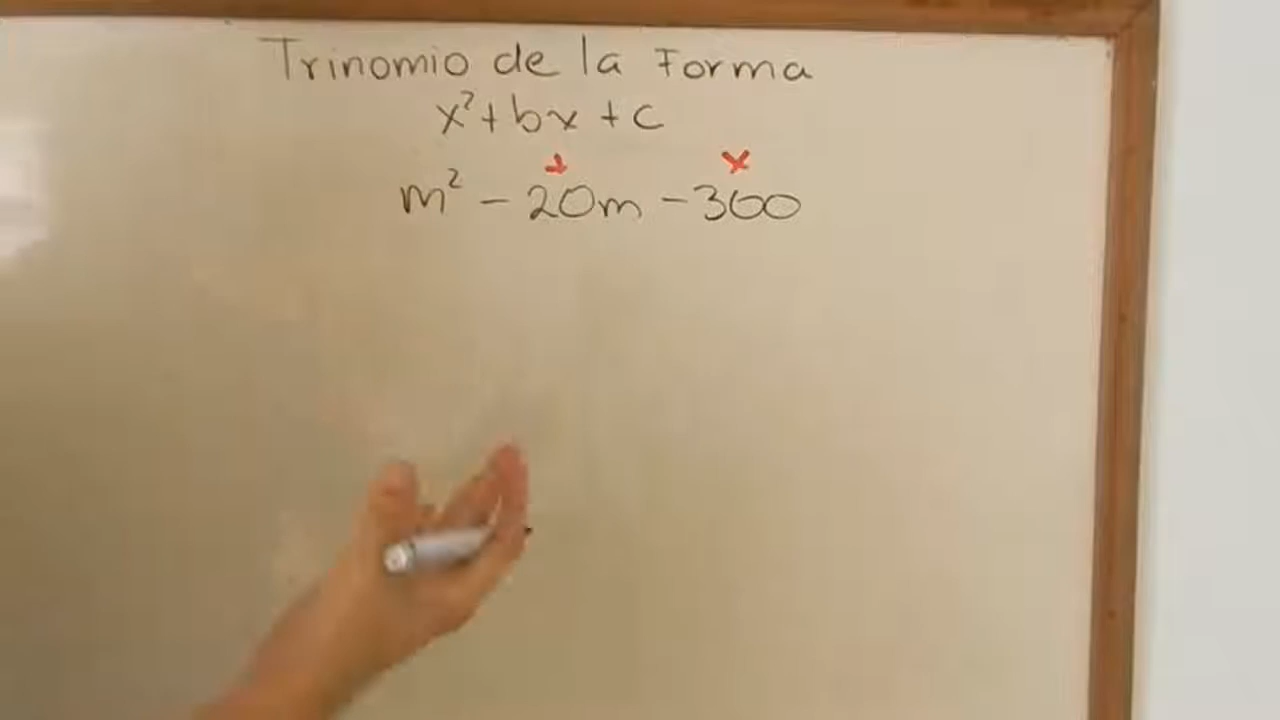 Trinomio de la Forma
x²+bx+c
+ x
m² - 20m - 300